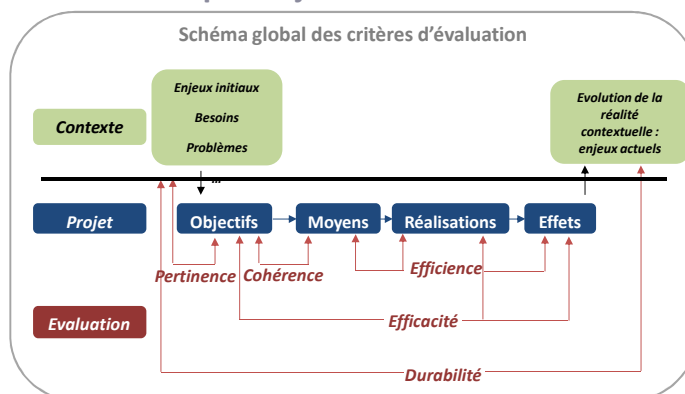 Schéma global des critères d'évaluation
Enjeux initiaux
Besoins
Problèmes
...
Contexte
Evolution de la
réalité
contextuelle :
enjeux actuels
Projet
Objectifs
Moyens
Réalisations
Effets
Pertinence
Cohérence
Efficience
Evaluation
Efficacité
Durabilité